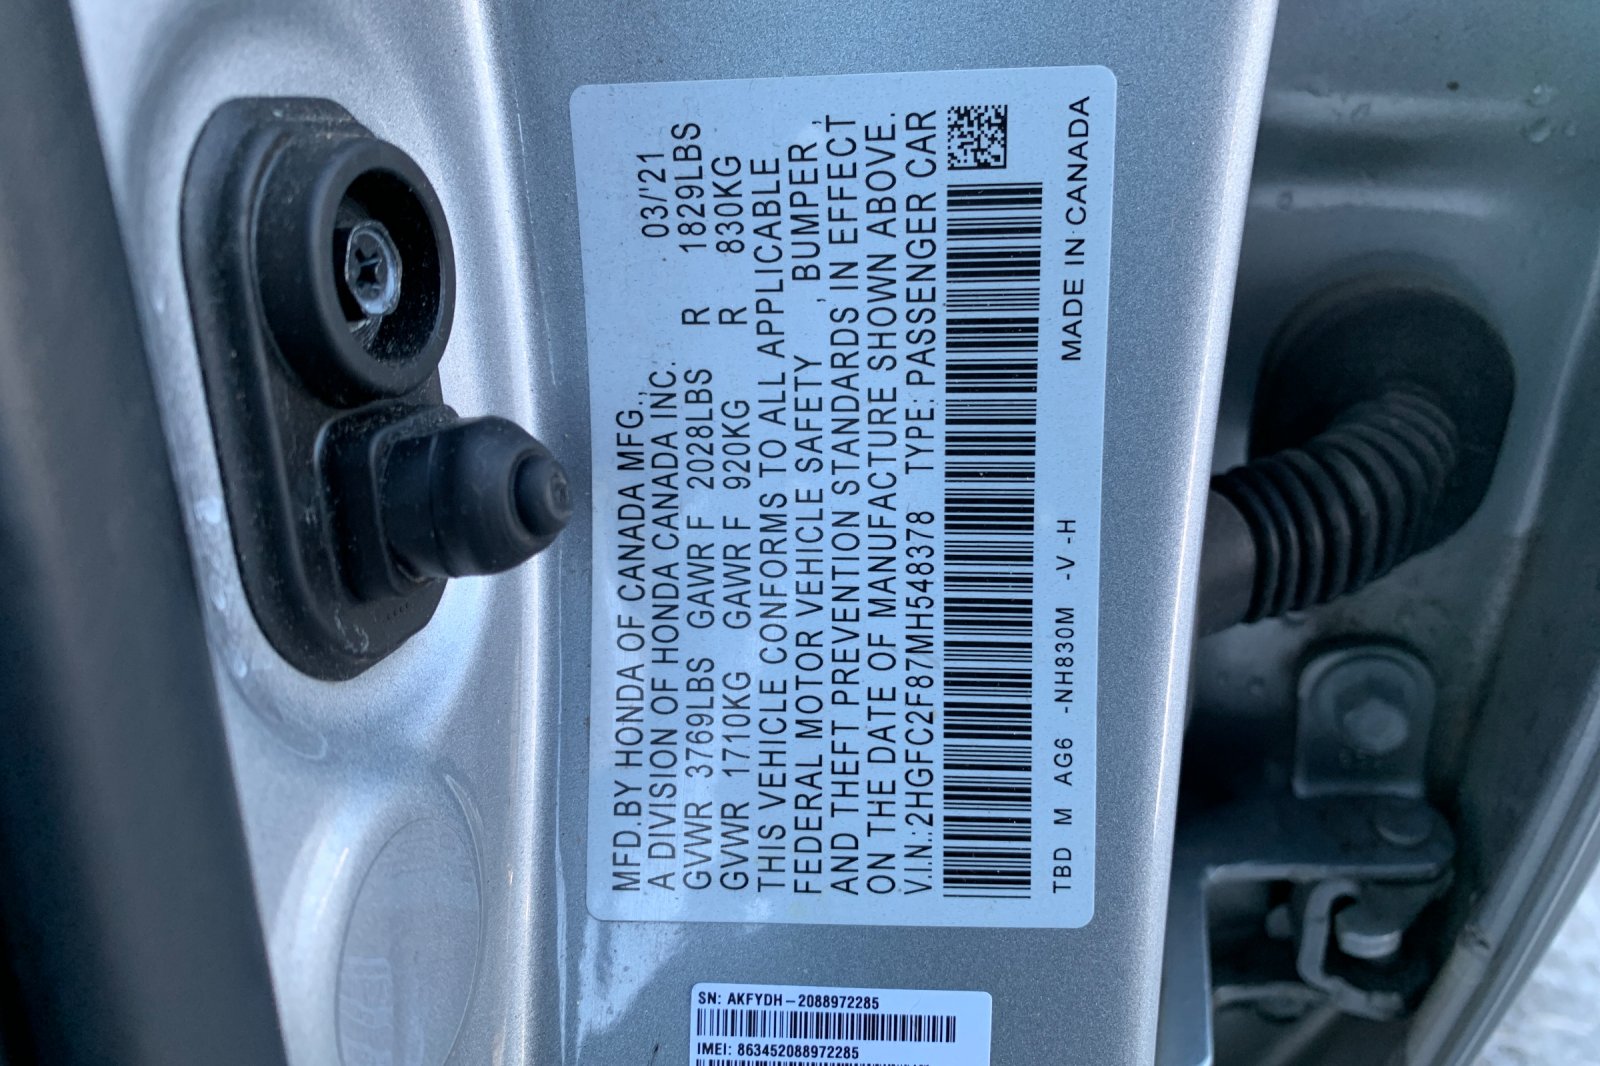 MFD.BY HONDA OF CANADA MFG., 03/'21
A DIVISION OF HONDA CANADA INC.
GVWR 3769LBS GAWR F 2028LBS R 1829LBS
GVWR 1710KG GAWR F 920KG R 830KG
THIS VEHICLE CONFORMS TO ALL APPLICABLE
FEDERAL MOTOR VEHICLE SAFETY , BUMPER ,
AND THEFT PREVENTION STANDARDS IN EFFECT
ON THE DATE OF MANUFACTURE SHOWN ABOVE.
V.I.N.:2HGFC2F87MH548378 TYPE: PASSENGER CAR
MADE IN CANADA
TBD M AG6 -NH830M -V -H
SN: AKFYDH-2088972285
IMEI: 863452088972285